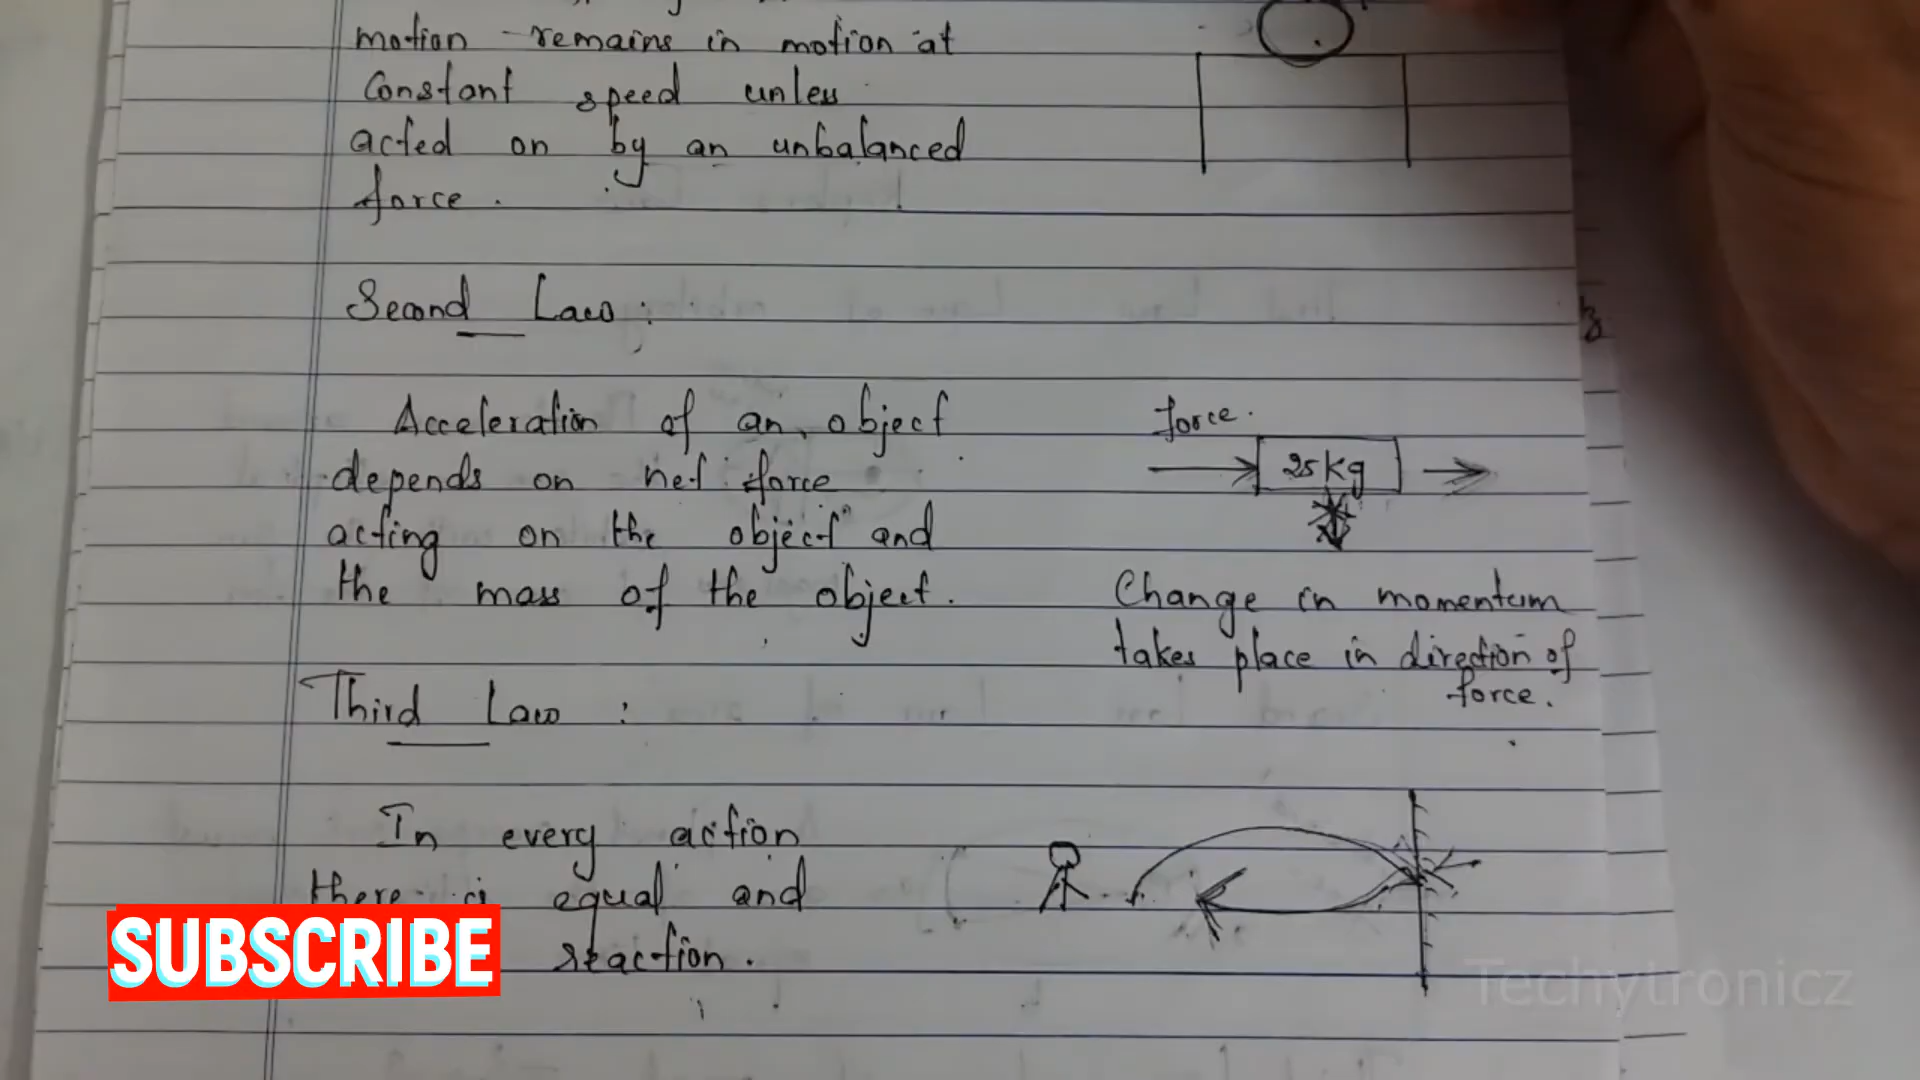 motion remains in motion at
constant speed unless
acted on by an unbalanced
force.
Second Law:
Acceleration of an object
depends on net force
acting on the object and
the mass of the object.
force.
25kg
Change in momentum
takes place in direction of
force.
Third Law:
In every action
there is equal and
reaction.
SUBSCRIBE
Techytronicz